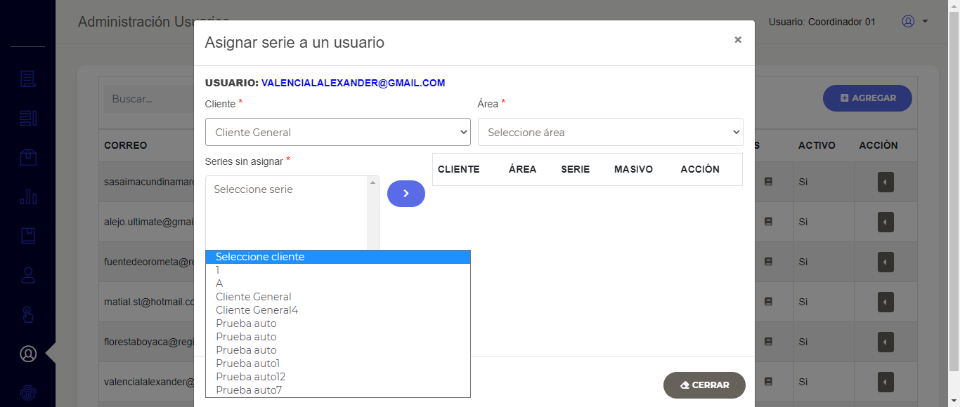 Administración Usuarios
Usuario: Coordinador 01
Asignar serie a un usuario
×
USUARIO: VALENCIALALEXANDER@GMAIL.COM
Cliente *
Área *
Cliente General
Seleccione área
Series sin asignar *
Seleccione serie
CLIENTE ÁREA SERIE MASIVO ACCIÓN
Seleccione cliente
1
A
Cliente General
Cliente General4
Prueba auto
Prueba auto
Prueba auto
Prueba auto1
Prueba auto12
Prueba auto7
CERRAR
Buscar...
AGREGAR
CORREO
S ACTIVO ACCIÓN
sasaimacundinamar
Si
alejo.ultimate@gmai
Si
fuentedeorometa@r
Si
matial.st@hotmail.co
Si
florestaboyaca@regi
Si
valencialalexander@
Si